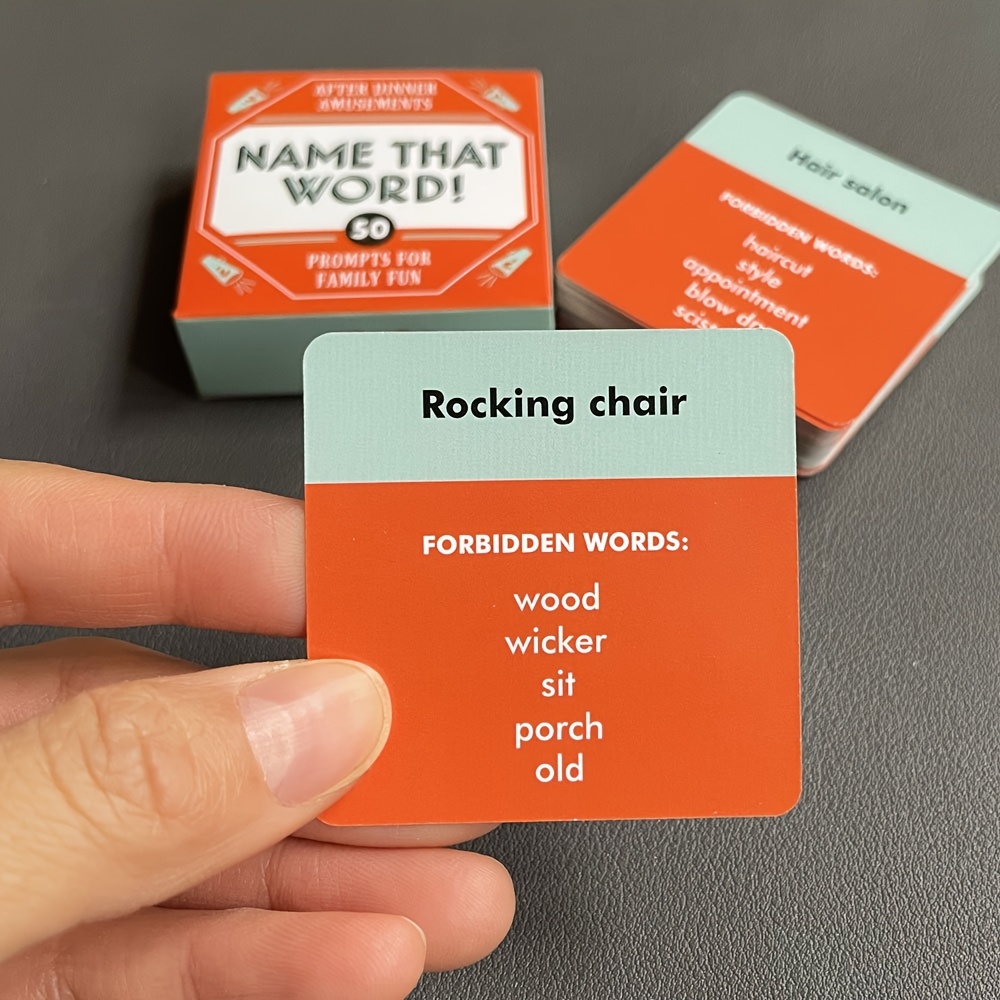 AFTER DINNER
AMUSEMENTS
NAME THAT
WORD!
50
PROMPTS FOR
FAMILY FUN
Hair salon
FORBIDDEN WORDS:
haircut
style
appointment
blow
Rocking chair
FORBIDDEN WORDS:
wood
wicker
sit
porch
old